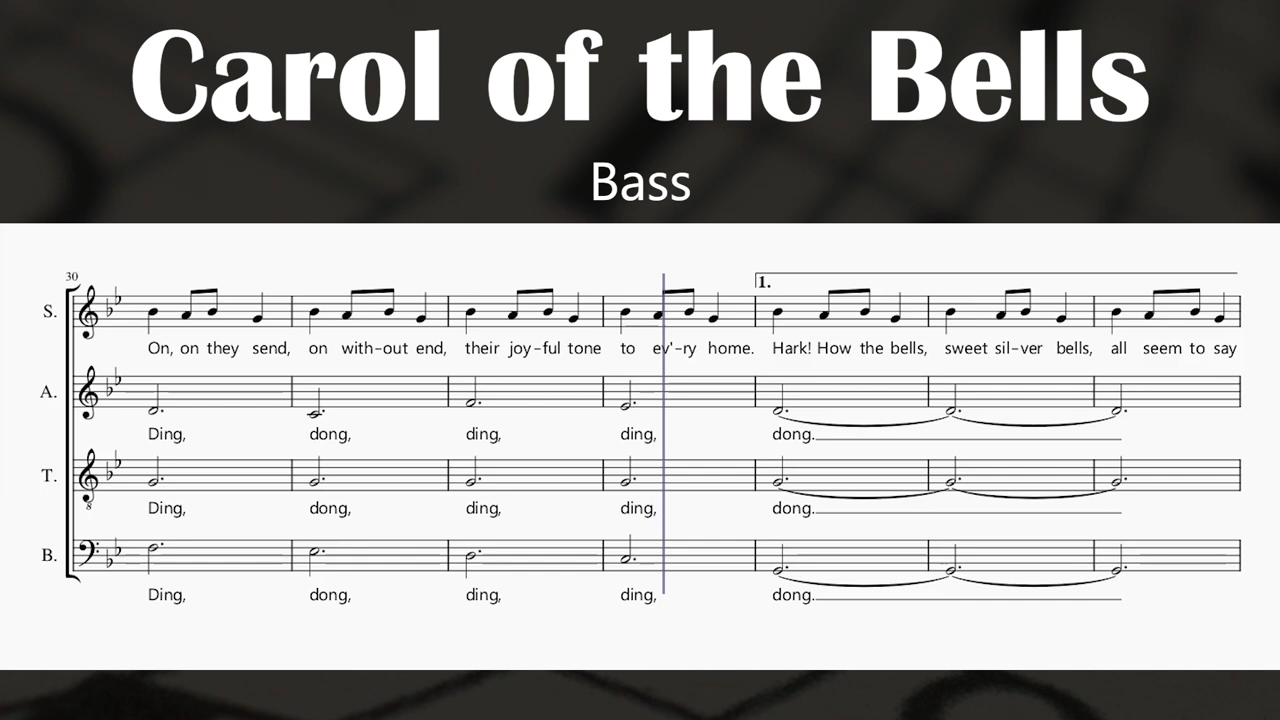 Carol of the Bells
Bass
30
1.
S.
On, on they send, on with-out end, their joy-ful tone to ev'-ry home. Hark! How the bells, sweet sil-ver bells, all seem to say
A.
Ding, dong, ding, ding, dong.
T.
8
Ding, dong, ding, ding, dong.
B.
Ding, dong, ding, ding, dong.